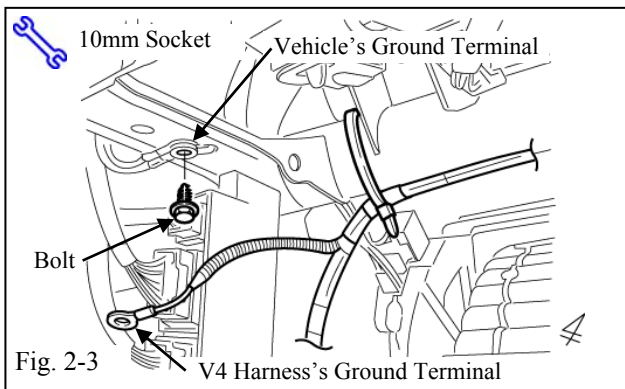 10mm Socket
Vehicle's Ground Terminal
Bolt
V4 Harness's Ground Terminal
Fig. 2-3